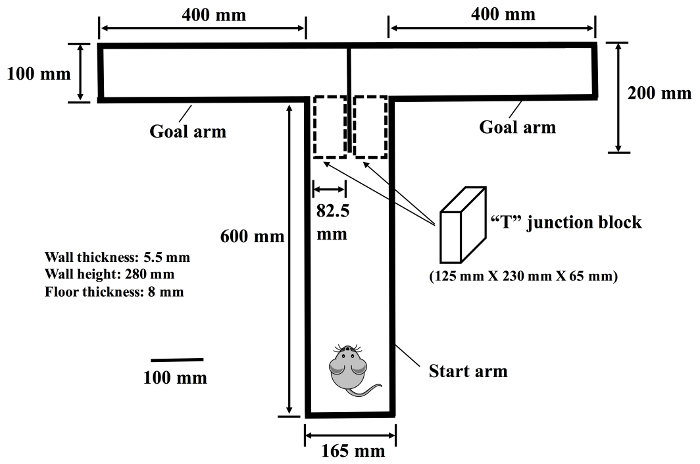 400 mm
400 mm
100 mm
200 mm
Goal arm
Goal arm
82.5
mm
600 mm
“T” junction block
(125 mm X 230 mm X 65 mm)
Wall thickness: 5.5 mm
Wall height: 280 mm
Floor thickness: 8 mm
100 mm
Start arm
165 mm